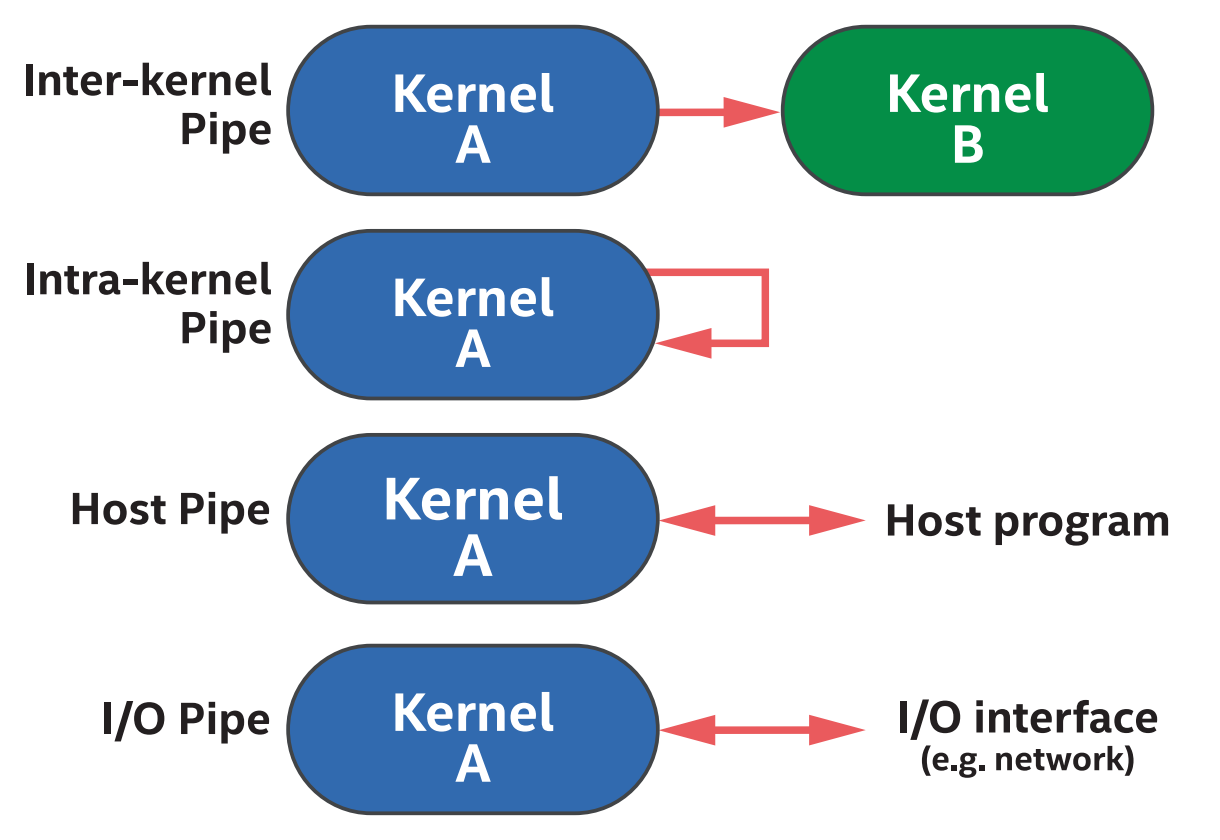 Inter-kernel
Pipe
Kernel
A
Kernel
B
Intra-kernel
Pipe
Kernel
A
Host Pipe
Kernel
A
Host program
I/O Pipe
Kernel
A
I/O interface
(e.g. network)